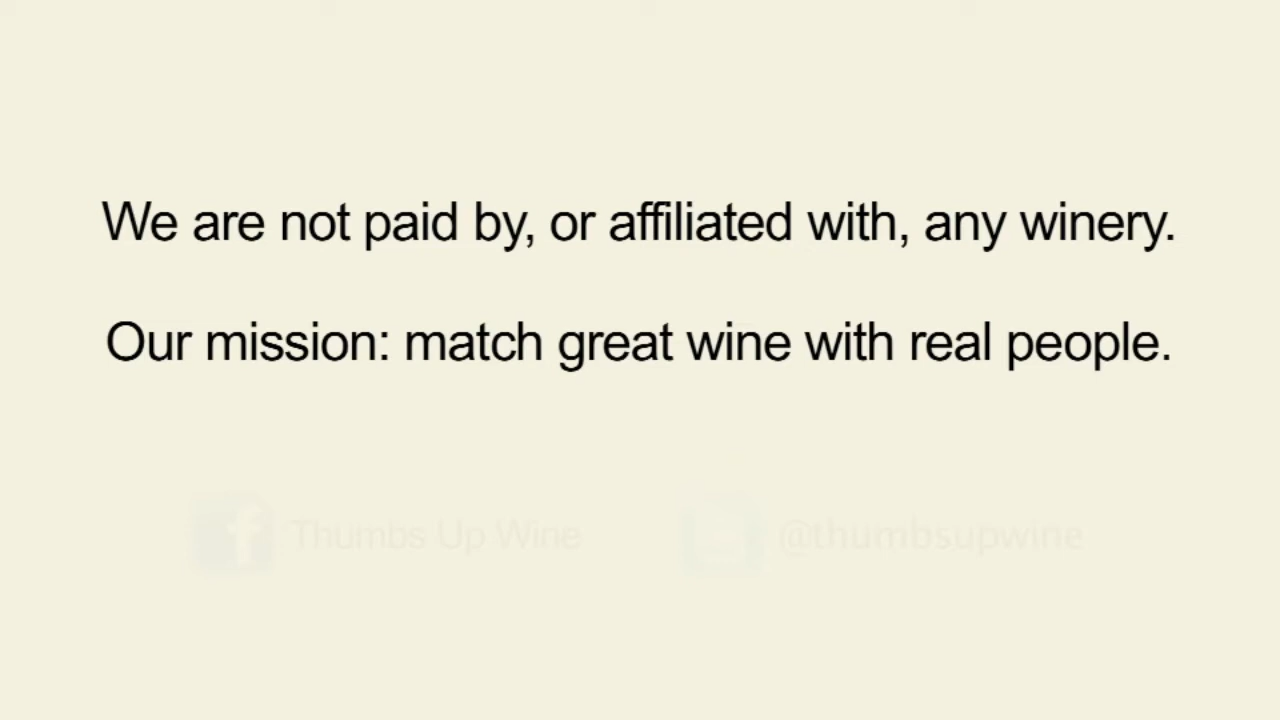 We are not paid by, or affiliated with, any winery.
Our mission: match great wine with real people.
Thumbs Up Wine
@thumbsupwine